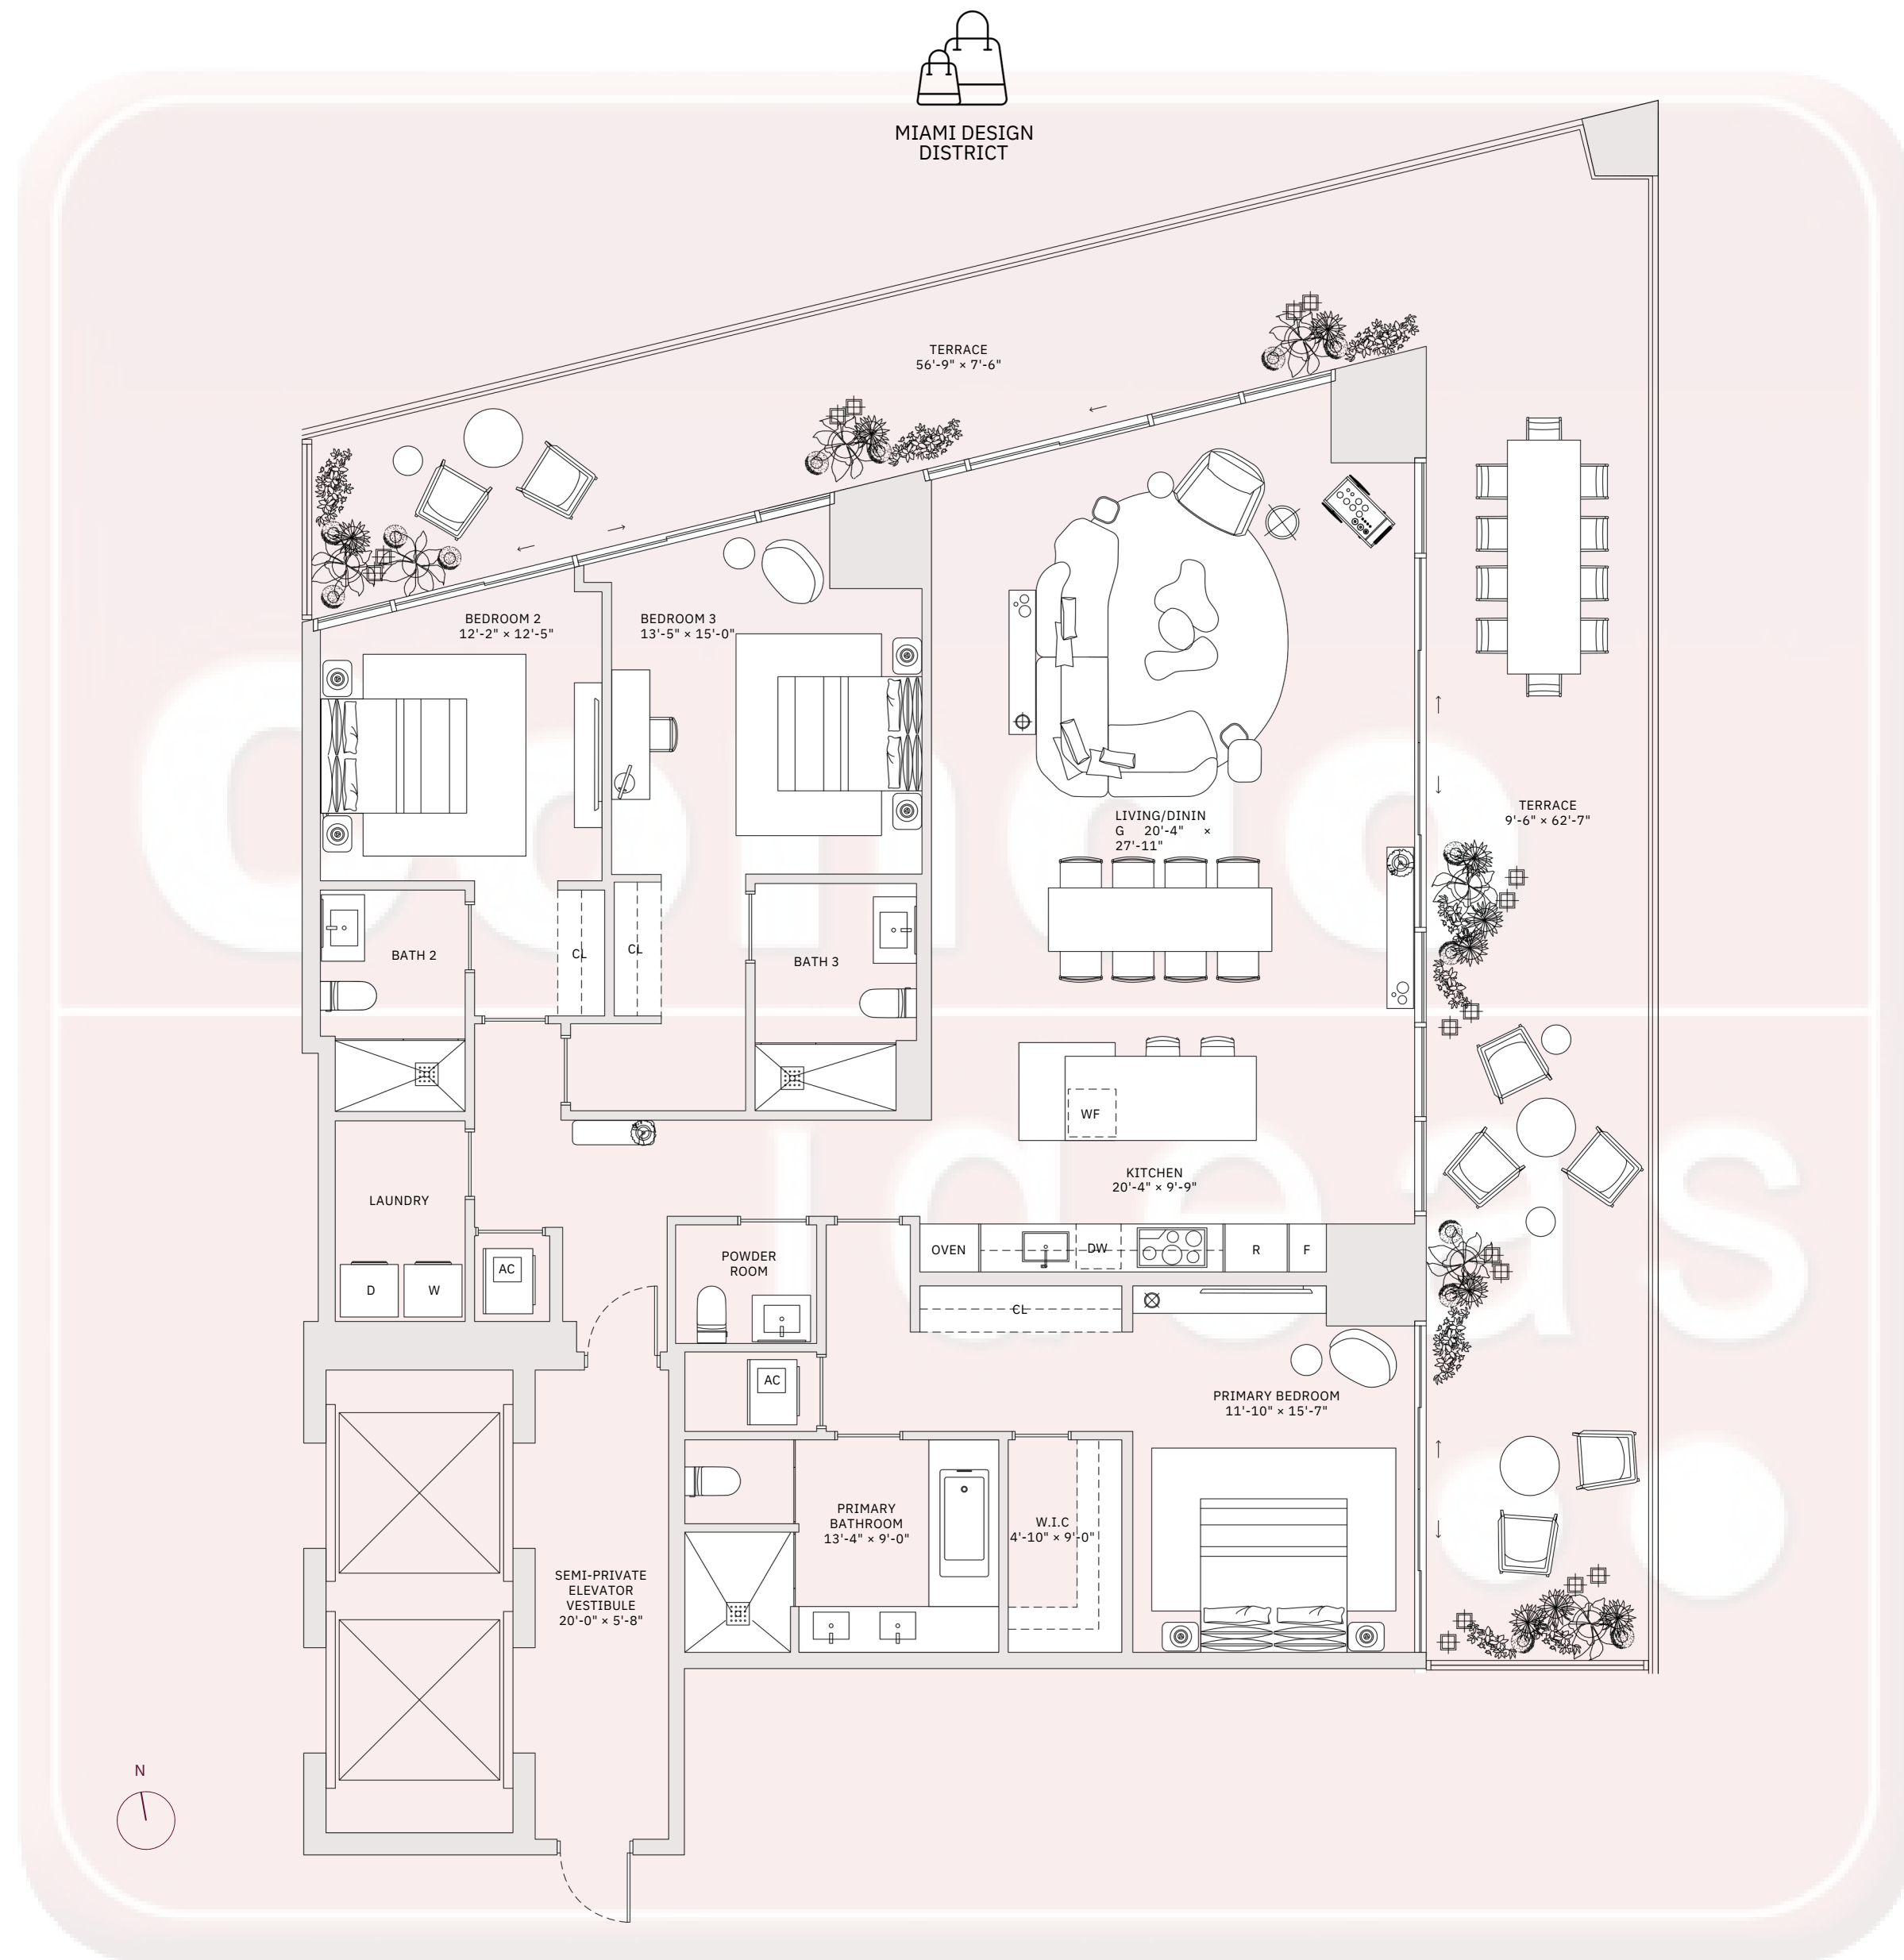 MIAMI DESIGN
DISTRICT
TERRACE
56'-9" × 7'-6"
BEDROOM 2
12'-2" × 12'-5"
BEDROOM 3
13'-5" × 15'-0"
LIVING/DININ
G 20'-4" ×
27'-11"
TERRACE
9'-6" × 62'-7"
BATH 2
CL
CL
BATH 3
WF
KITCHEN
20'-4" × 9'-9"
LAUNDRY
D
W
AC
POWDER
ROOM
OVEN
DW
R
F
CL
AC
PRIMARY BEDROOM
11'-10" × 15'-7"
PRIMARY
BATHROOM
13'-4" × 9'-0"
W.I.C
4'-10" × 9'-0"
SEMI-PRIVATE
ELEVATOR
VESTIBULE
20'-0" × 5'-8"
N
condo
ideas